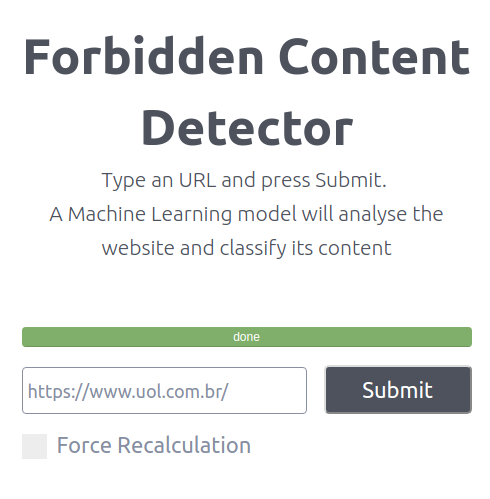 Forbidden Content
Detector
Type an URL and press Submit.
A Machine Learning model will analyse the
website and classify its content
done
https://www.uol.com.br/
Submit
Force Recalculation